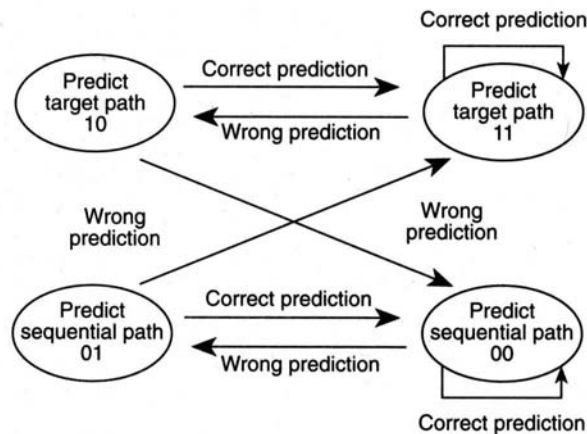 Correct prediction
Predict
target path
10
Correct prediction
Wrong prediction
Predict
target path
11
Wrong
prediction
Wrong
prediction
Predict
sequential path
01
Correct prediction
Wrong prediction
Predict
sequential path
00
Correct prediction